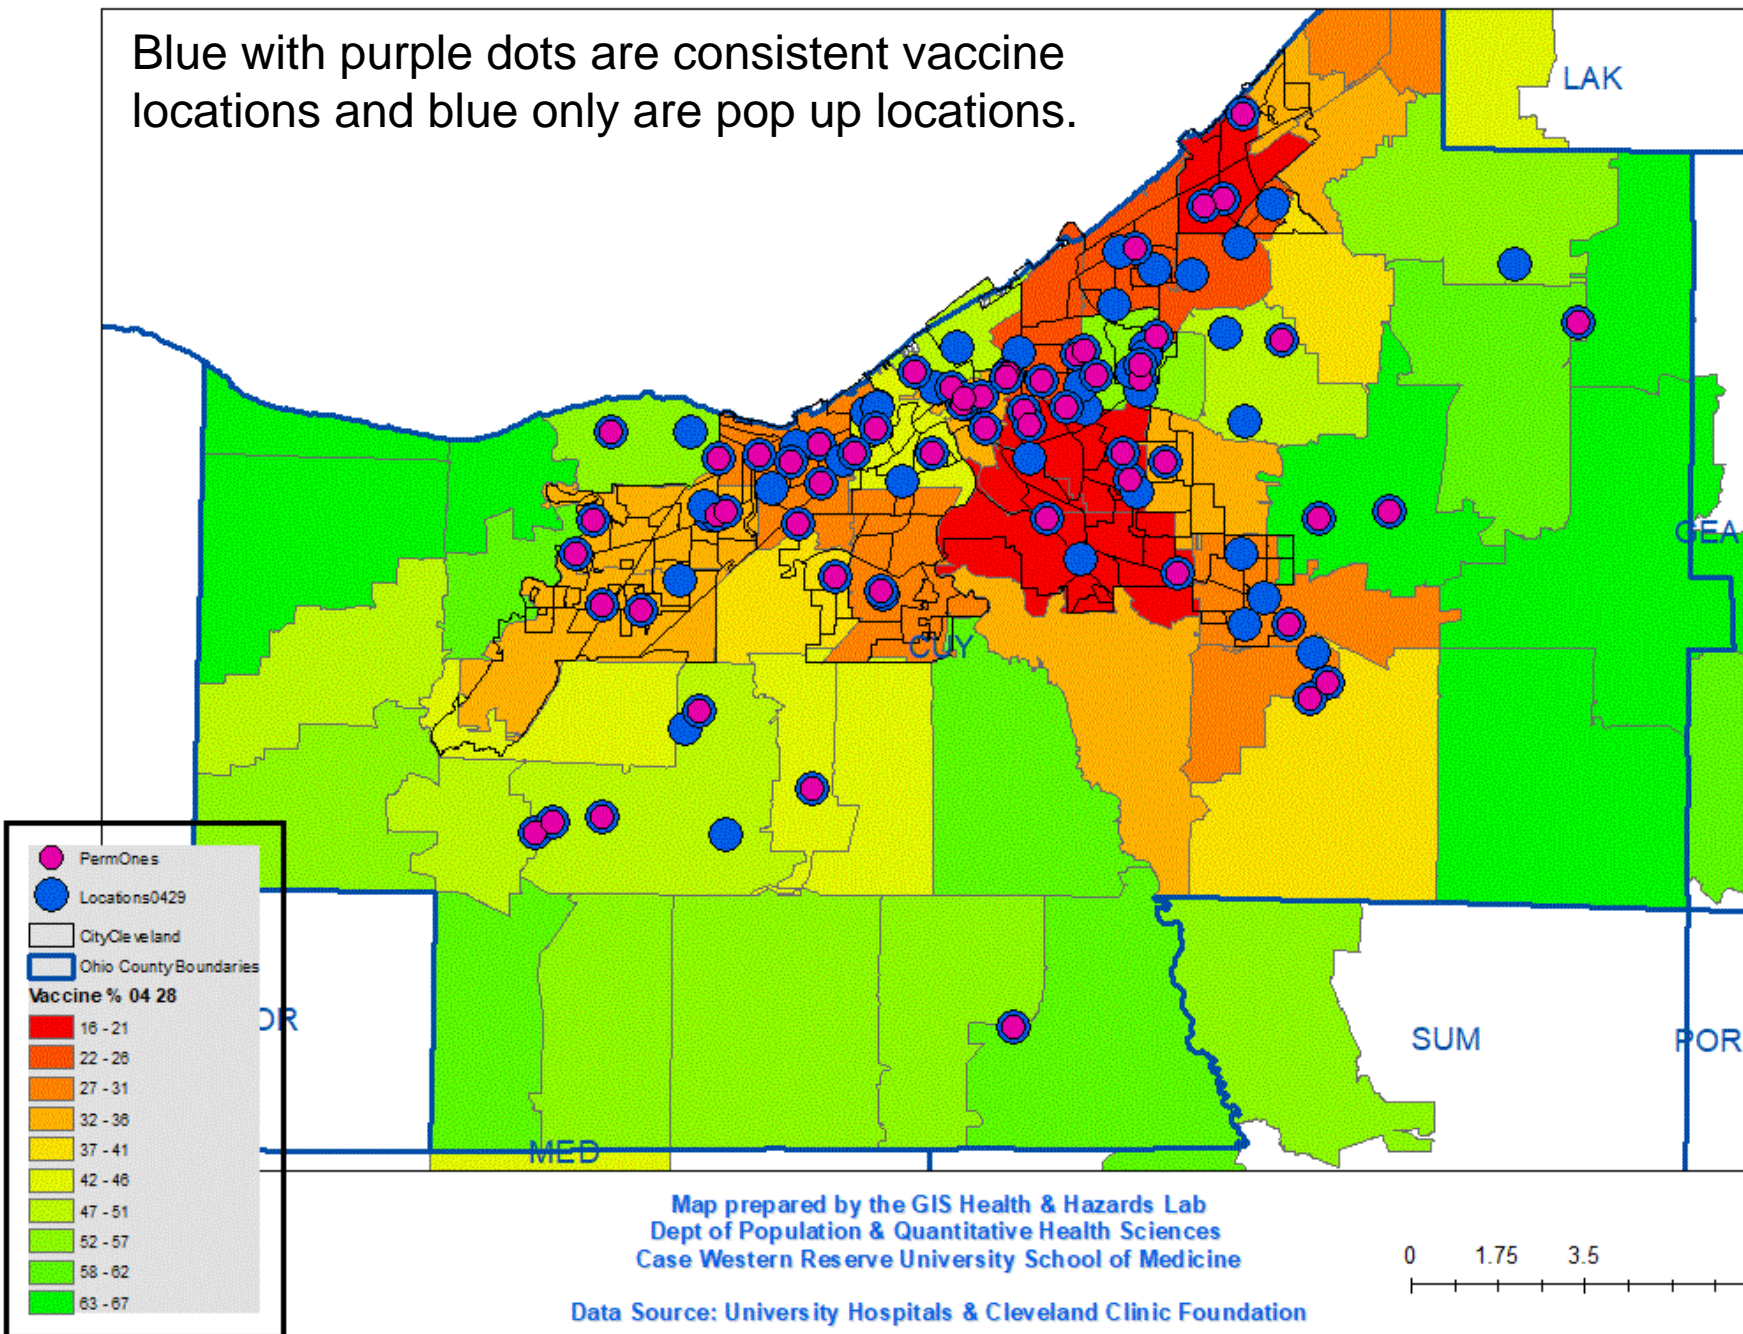 Blue with purple dots are consistent vaccine
locations and blue only are pop up locations.
LAK
GEA
CUY
PermOnes
Locations0429
CityCleveland
Ohio County Boundaries
Vaccine % 04 28
16 - 21
22 - 26
27 - 31
32 - 36
37 - 41
42 - 46
47 - 51
52 - 57
58 - 62
63 - 67
OR
SUM
POR
MED
Map prepared by the GIS Health & Hazards Lab
Dept of Population & Quantitative Health Sciences
Case Western Reserve University School of Medicine
0 1.75 3.5
Data Source: University Hospitals & Cleveland Clinic Foundation